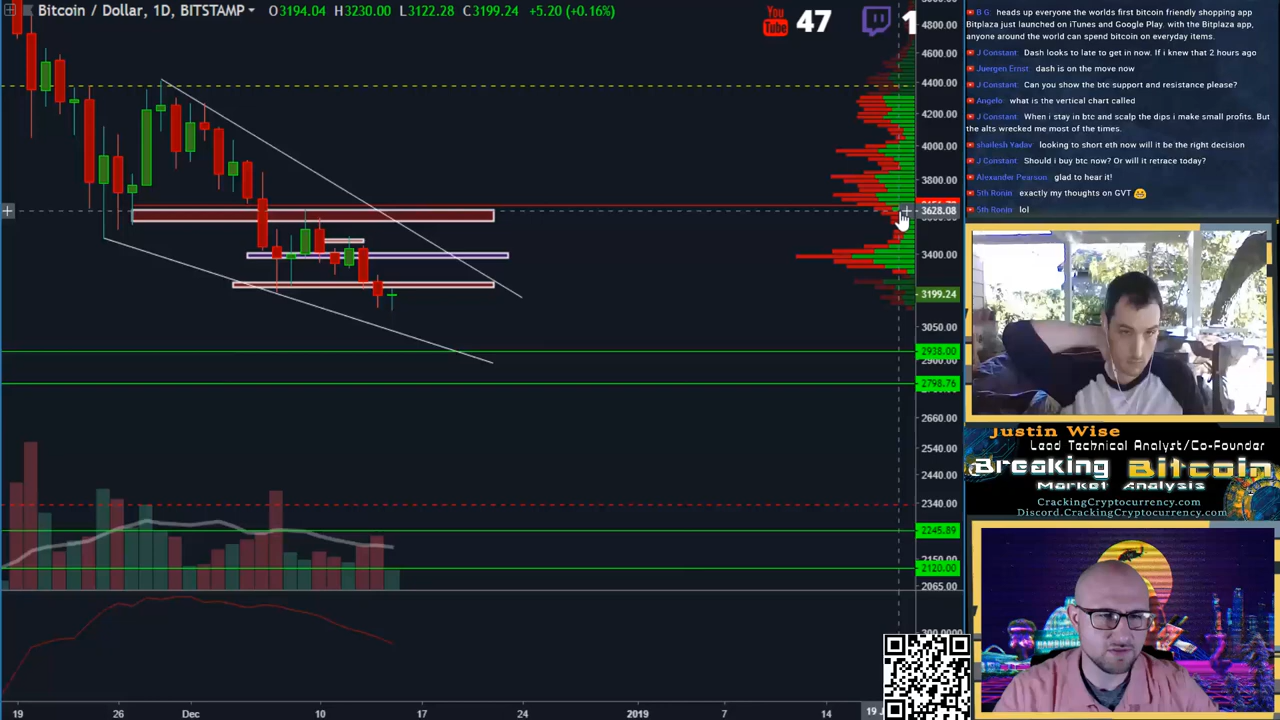 Bitcoin / Dollar, 1D, BITSTAMP O3194.04 H3230.00 L3122.28 C3199.24 +5.20 (+0.16%)
You Tube 47 1
4800.00
4600.00
4400.00
4200.00
4000.00
3800.00
3628.08
3400.00
3199.24
3050.00
2938.00
2798.76
2660.00
2540.00
2440.00
2340.00
2245.89
2120.00
2065.00
19 26 Dec 10 17 24 2019 7 14 19
B G: heads up everyone the worlds first bitcoin friendly shopping app
Bitplaza just launched on iTunes and Google Play. with the Bitplaza app,
anyone around the world can spend bitcoin on everyday items.
J Constant: Dash looks to late to get in now. If i knew that 2 hours ago
Juergen Ernst: dash is on the move now
J Constant: Can you show the btc support and resistance please?
Angelo: what is the vertical chart called
J Constant: When i stay in btc and scalp the dips i make small profits. But
the alts wrecked me most of the times.
shailesh Yadav: looking to short eth now will it be the right decision
J Constant: Should i buy btc now? Or will it retrace today?
Alexander Pearson: glad to hear it!
5th Ronin: exactly my thoughts on GVT 😊
5th Ronin: lol
Justin Wise
Lead Technical Analyst/Co-Founder
Breaking Bitcoin
Market Analysis
CrackingCryptocurrency.com
Discord.CrackingCryptocurrency.com